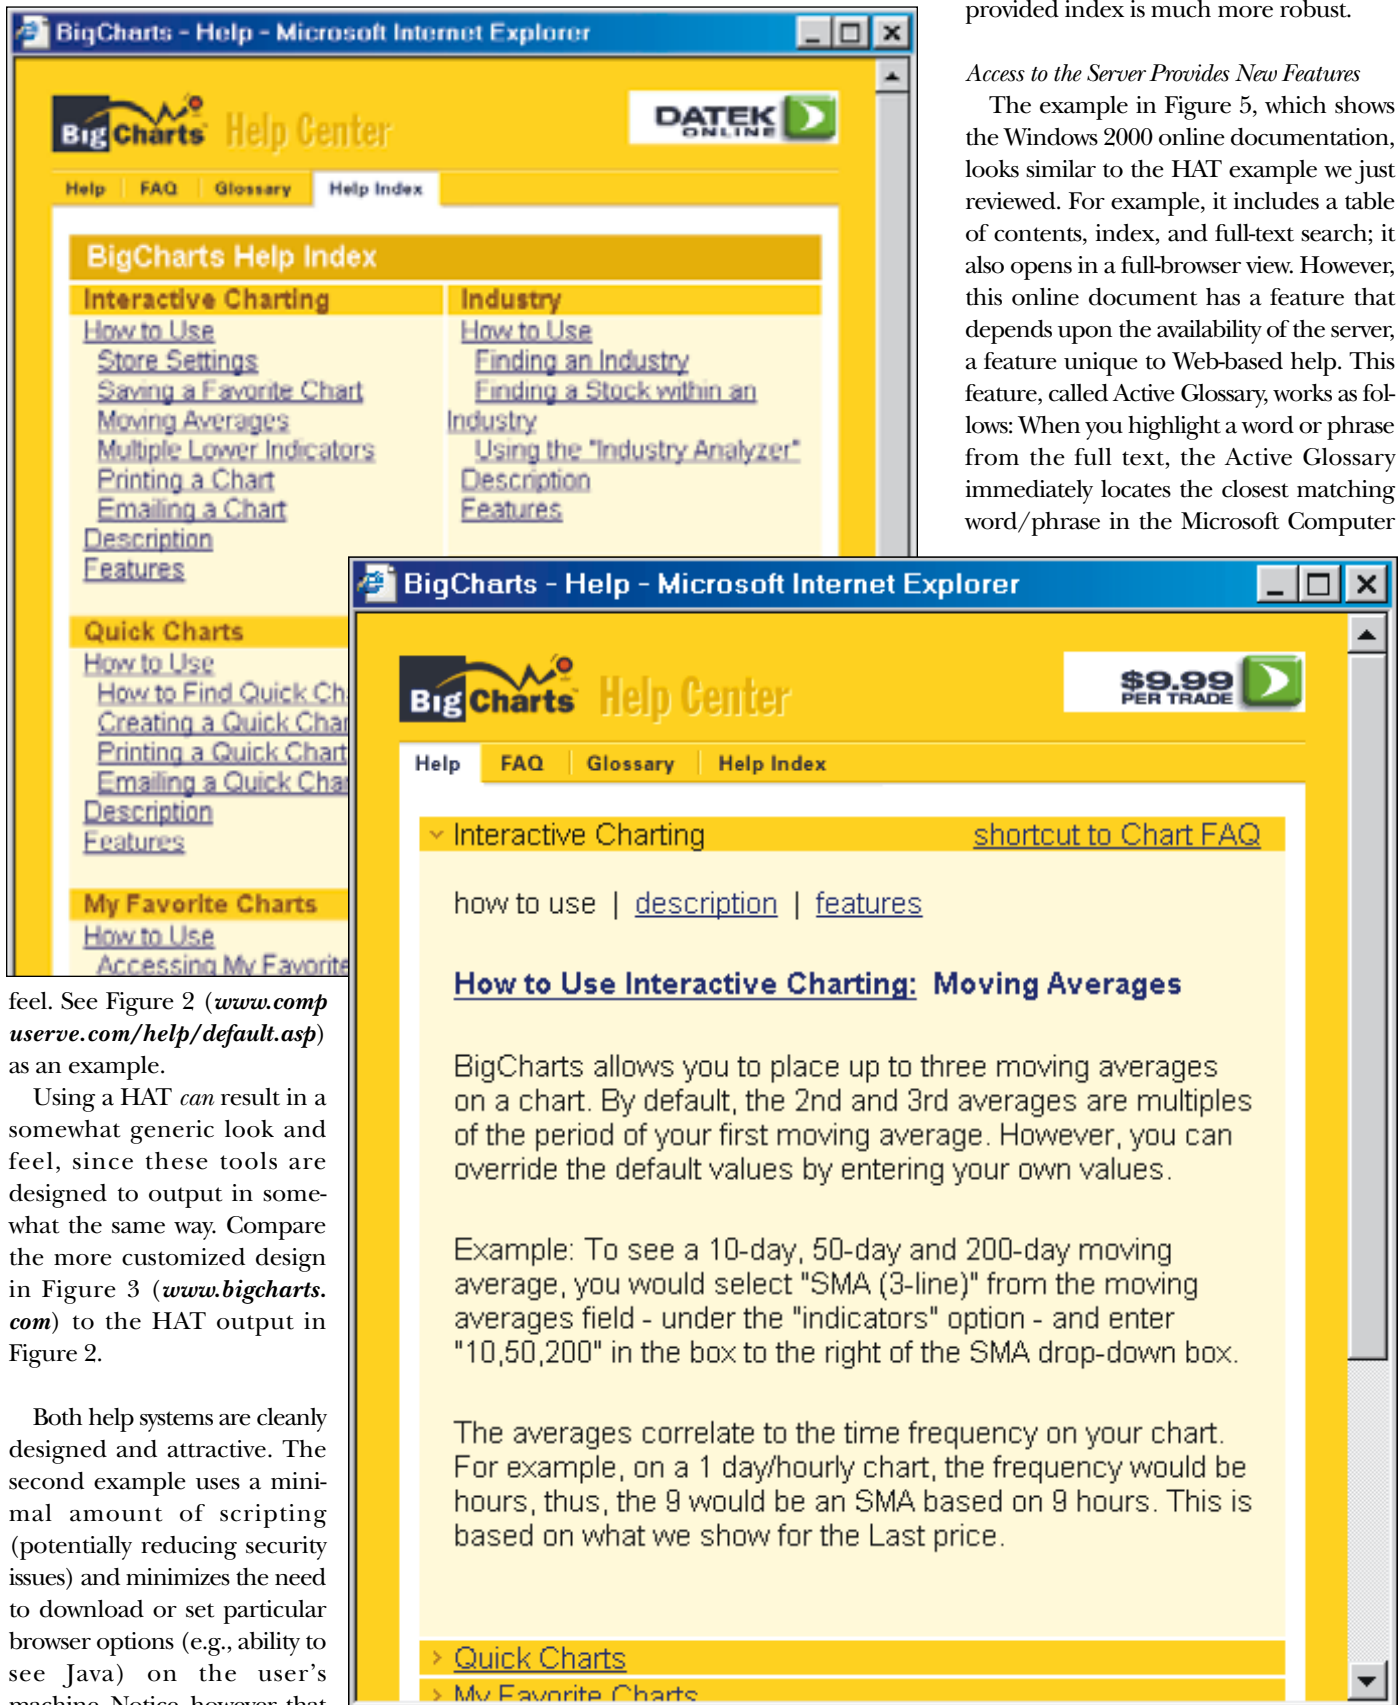 BigCharts - Help - Microsoft Internet Explorer
BigCharts Help Center
DATEK
ONLINE
Help FAQ Glossary Help Index
BigCharts Help Index
Interactive Charting
How to Use
Store Settings
Saving a Favorite Chart
Moving Averages
Multiple Lower Indicators
Printing a Chart
Emailing a Chart
Description
Features
Industry
How to Use
Finding an Industry
Finding a Stock within an
Industry
Using the "Industry Analyzer"
Description
Features
Quick Charts
How to Use
How to Find Quick Ch
Creating a Quick Char
Printing a Quick Chart
Emailing a Quick Cha
Description
Features
My Favorite Charts
How to Use
Accessing My Favorite
feel. See Figure 2 (www.comp
userve.com/help/default.asp)
as an example.
Using a HAT can result in a
somewhat generic look and
feel, since these tools are
designed to output in some-
what the same way. Compare
the more customized design
in Figure 3 (www.bigcharts.
com) to the HAT output in
Figure 2.
Both help systems are cleanly
designed and attractive. The
second example uses a mini-
mal amount of scripting
(potentially reducing security
issues) and minimizes the need
to download or set particular
browser options (e.g., ability to
see Java) on the user's
machine. Notice, however, that
provided index is much more robust.
Access to the Server Provides New Features
The example in Figure 5, which shows
the Windows 2000 online documentation,
looks similar to the HAT example we just
reviewed. For example, it includes a table
of contents, index, and full-text search; it
also opens in a full-browser view. However,
this online document has a feature that
depends upon the availability of the server,
a feature unique to Web-based help. This
feature, called Active Glossary, works as fol-
lows: When you highlight a word or phrase
from the full text, the Active Glossary
immediately locates the closest matching
word/phrase in the Microsoft Computer
BigCharts - Help - Microsoft Internet Explorer
BigCharts Help Center
$9.99
PER TRADE
Help FAQ Glossary Help Index
Interactive Charting shortcut to Chart FAQ
how to use | description | features
How to Use Interactive Charting: Moving Averages
BigCharts allows you to place up to three moving averages
on a chart. By default, the 2nd and 3rd averages are multiples
of the period of your first moving average. However, you can
override the default values by entering your own values.
Example: To see a 10-day, 50-day and 200-day moving
average, you would select "SMA (3-line)" from the moving
averages field - under the "indicators" option - and enter
"10,50,200" in the box to the right of the SMA drop-down box.
The averages correlate to the time frequency on your chart.
For example, on a 1 day/hourly chart, the frequency would be
hours, thus, the 9 would be an SMA based on 9 hours. This is
based on what we show for the Last price.
> Quick Charts
> My Favorite Charts